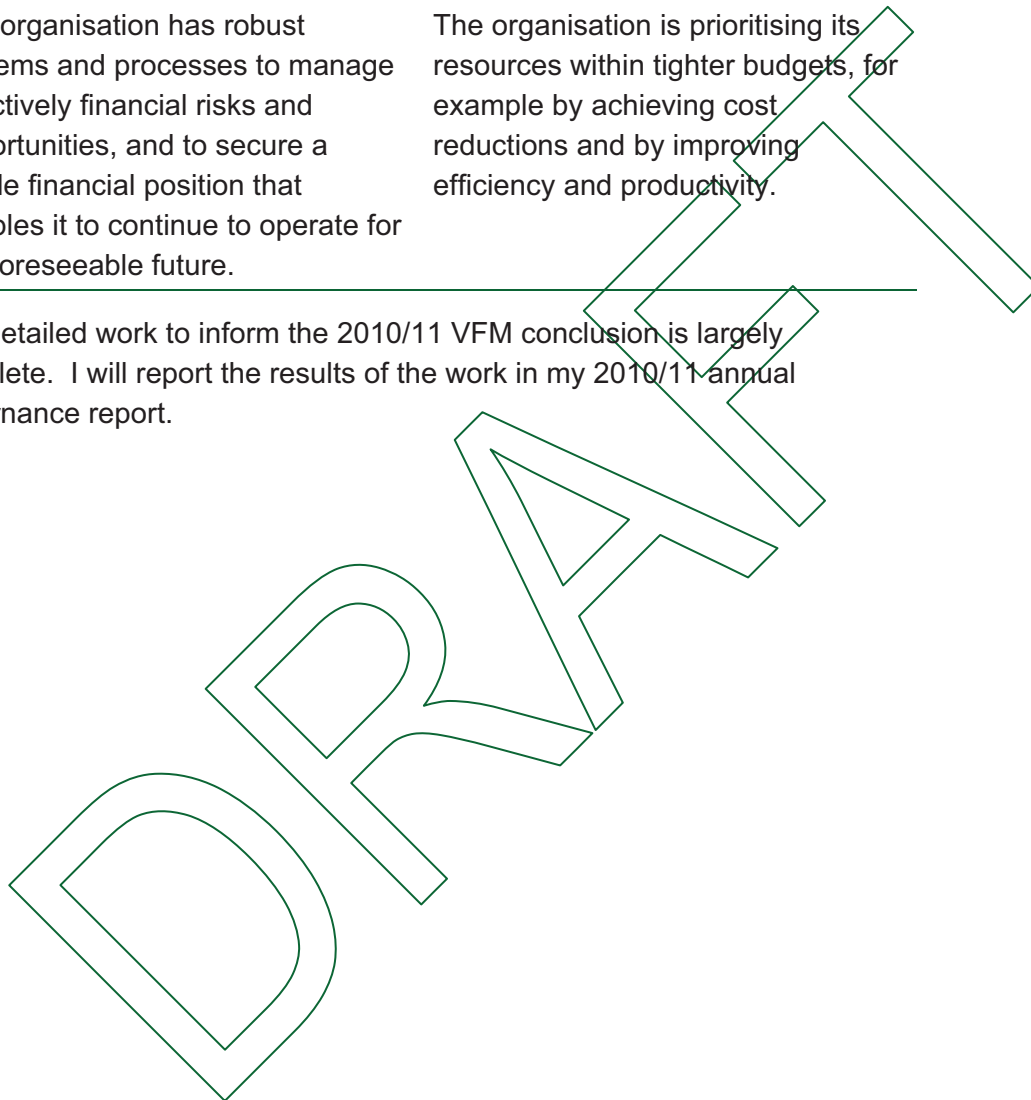 organisation has robust
ems and processes to manage
ctively financial risks and
ortunities, and to secure a
le financial position that
bles it to continue to operate for
oreseeable future.
The organisation is prioritising its
resources within tighter budgets, for
example by achieving cost
reductions and by improving
efficiency and productivity.
etailed work to inform the 2010/11 VFM conclusion is largely
lete. I will report the results of the work in my 2010/11 annual
rnance report.
DRAFT